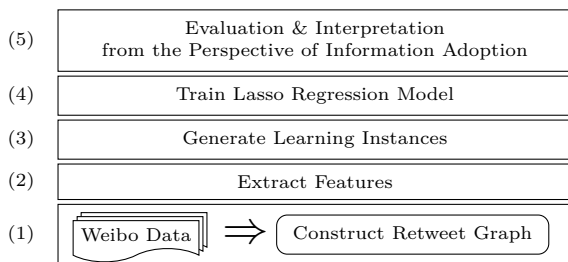 (5) Evaluation & Interpretation
from the Perspective of Information Adoption
(4) Train Lasso Regression Model
(3) Generate Learning Instances
(2) Extract Features
(1) Weibo Data Construct Retweet Graph